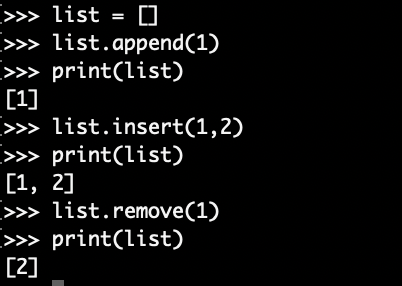 >>> list = []
>>> list.append(1)
>>> print(list)
[1]
>>> list.insert(1,2)
>>> print(list)
[1, 2]
>>> list.remove(1)
>>> print(list)
[2]